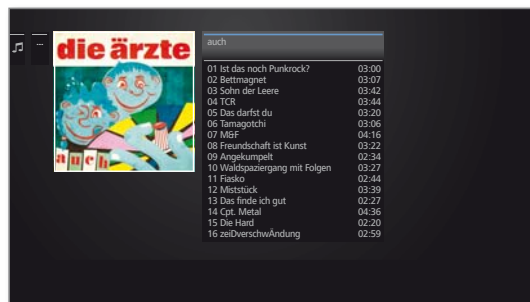 ...
die ärzte
auch
auch
01 Ist das noch Punkrock? 03:00
02 Bettmagnet 03:07
03 Sohn der Leere 03:42
04 TCR 03:44
05 Das darfst du 03:20
06 Tamagotchi 03:06
07 M&F 04:16
08 Freundschaft ist Kunst 03:22
09 Angekumpelt 02:34
10 Waldspaziergang mit Folgen 03:27
11 Fiasko 02:44
12 Miststück 03:39
13 Das finde ich gut 02:27
14 Cpt. Metal 04:36
15 Die Hard 02:20
16 zeiDverschwÄndung 02:59